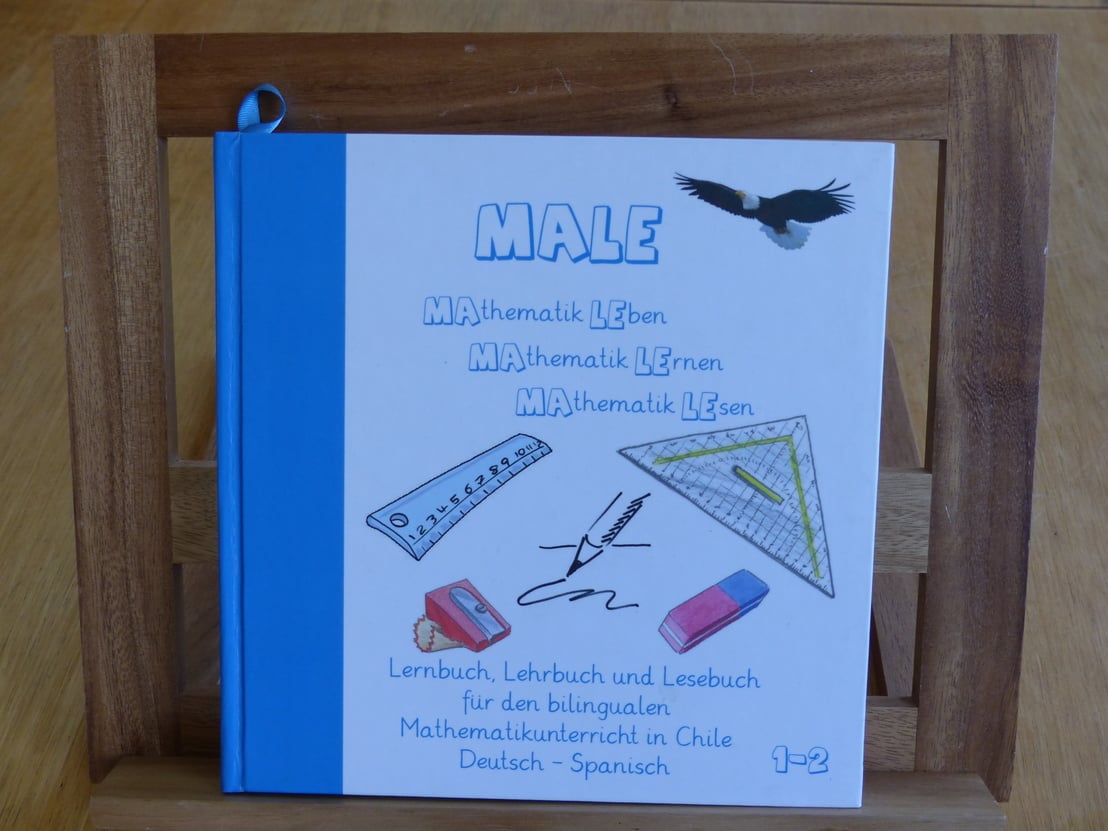 MALE
MAthematik LEben
MAthematik LErnen
MAthematik LEsen
1 2 3 4 5 6 7 8 9 10 11 12
Lernbuch, Lehrbuch und Lesebuch
für den bilingualen
Mathematikunterricht in Chile
Deutsch - Spanisch
1-2